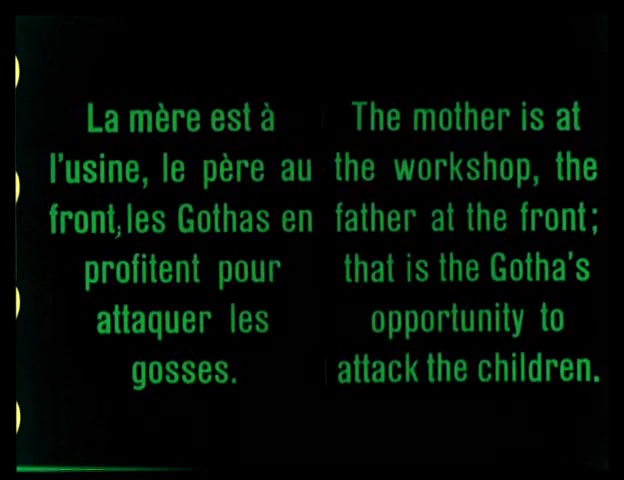 La mère est à
l'usine, le père au
front; les Gothas en
profitent pour
attaquer les
gosses.
The mother is at
the workshop, the
father at the front;
that is the Gotha's
opportunity to
attack the children.